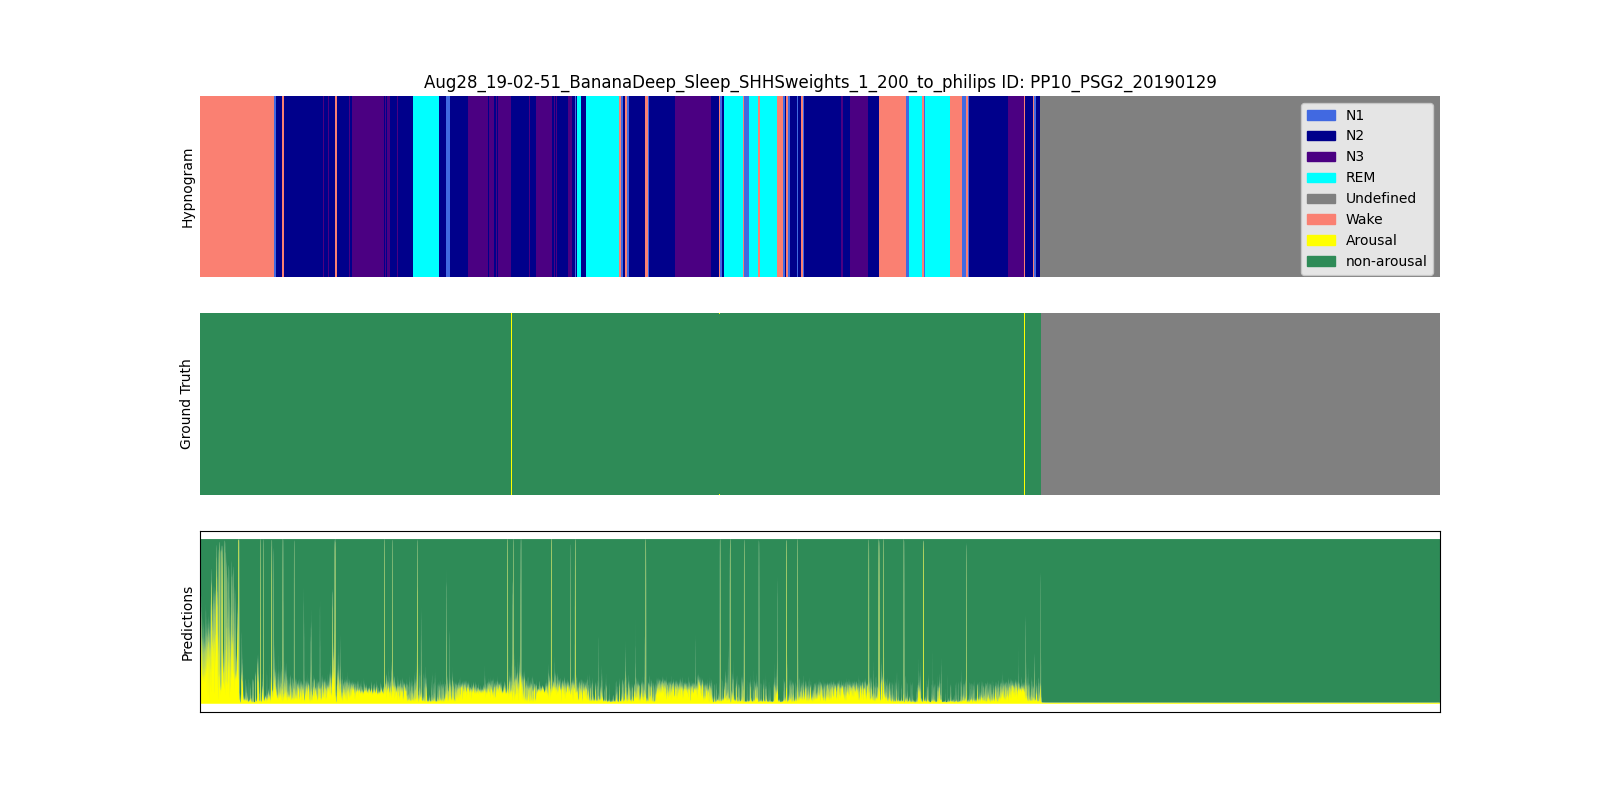 Aug28_19-02-51_BananaDeep_Sleep_SHHSweights_1_200_to_philips ID: PP10_PSG2_20190129
Hypnogram
N1
N2
N3
REM
Undefined
Wake
Arousal
non-arousal
Ground Truth
Predictions